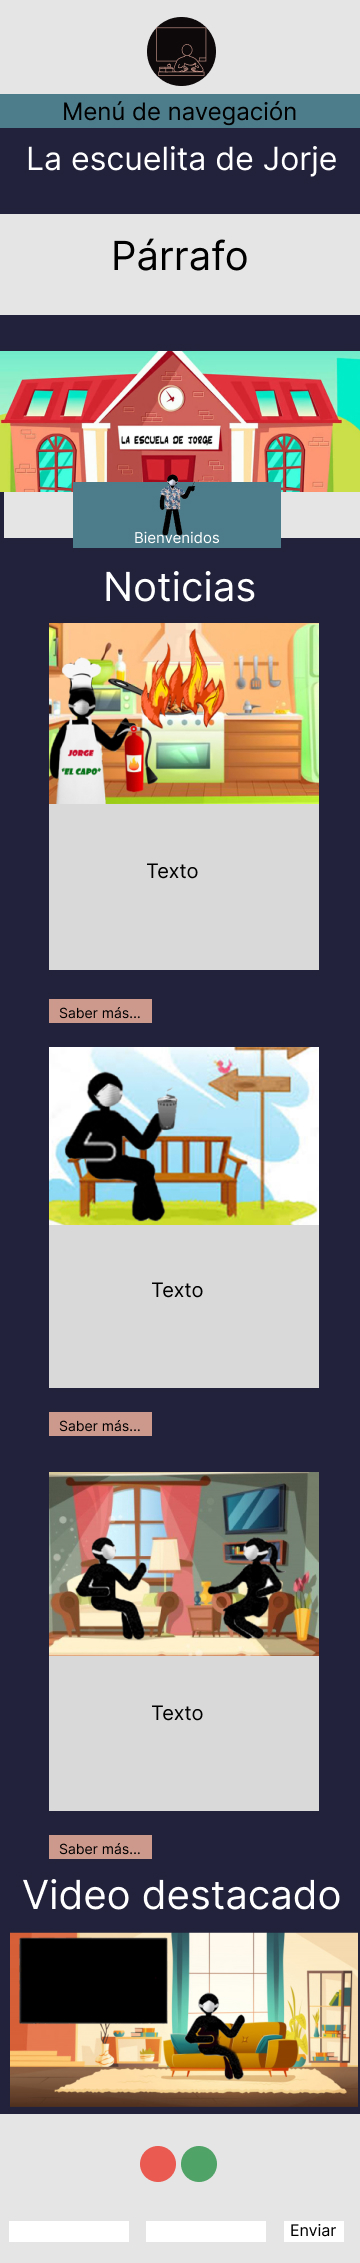 Menú de navegación
La escuelita de Jorje
Párrafo
LA ESCUELA DE JORGE
Bienvenidos
Noticias
JORGE
"EL CAPO"
Texto
Saber más...
Texto
Saber más...
Texto
Saber más...
Video destacado
Enviar